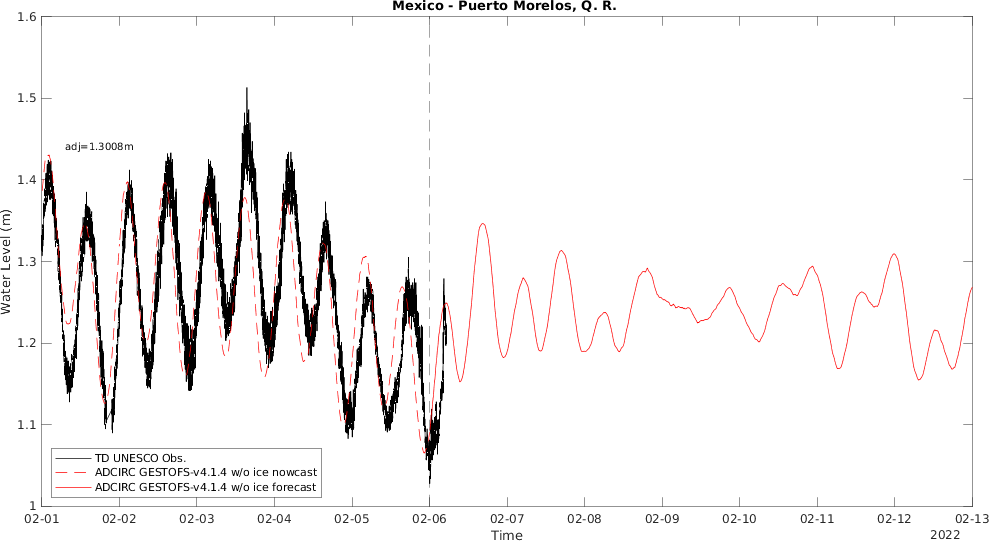 Mexico - Puerto Morelos, Q. R.
1.6
1.5
1.4
1.3
1.2
1.1
1
Water Level (m)
adj=1.3008m
TD UNESCO Obs.
ADCIRC GESTOFS-v4.1.4 w/o ice nowcast
ADCIRC GESTOFS-v4.1.4 w/o ice forecast
02-01 02-02 02-03 02-04 02-05 02-06 02-07 02-08 02-09 02-10 02-11 02-12 02-13
Time
2022